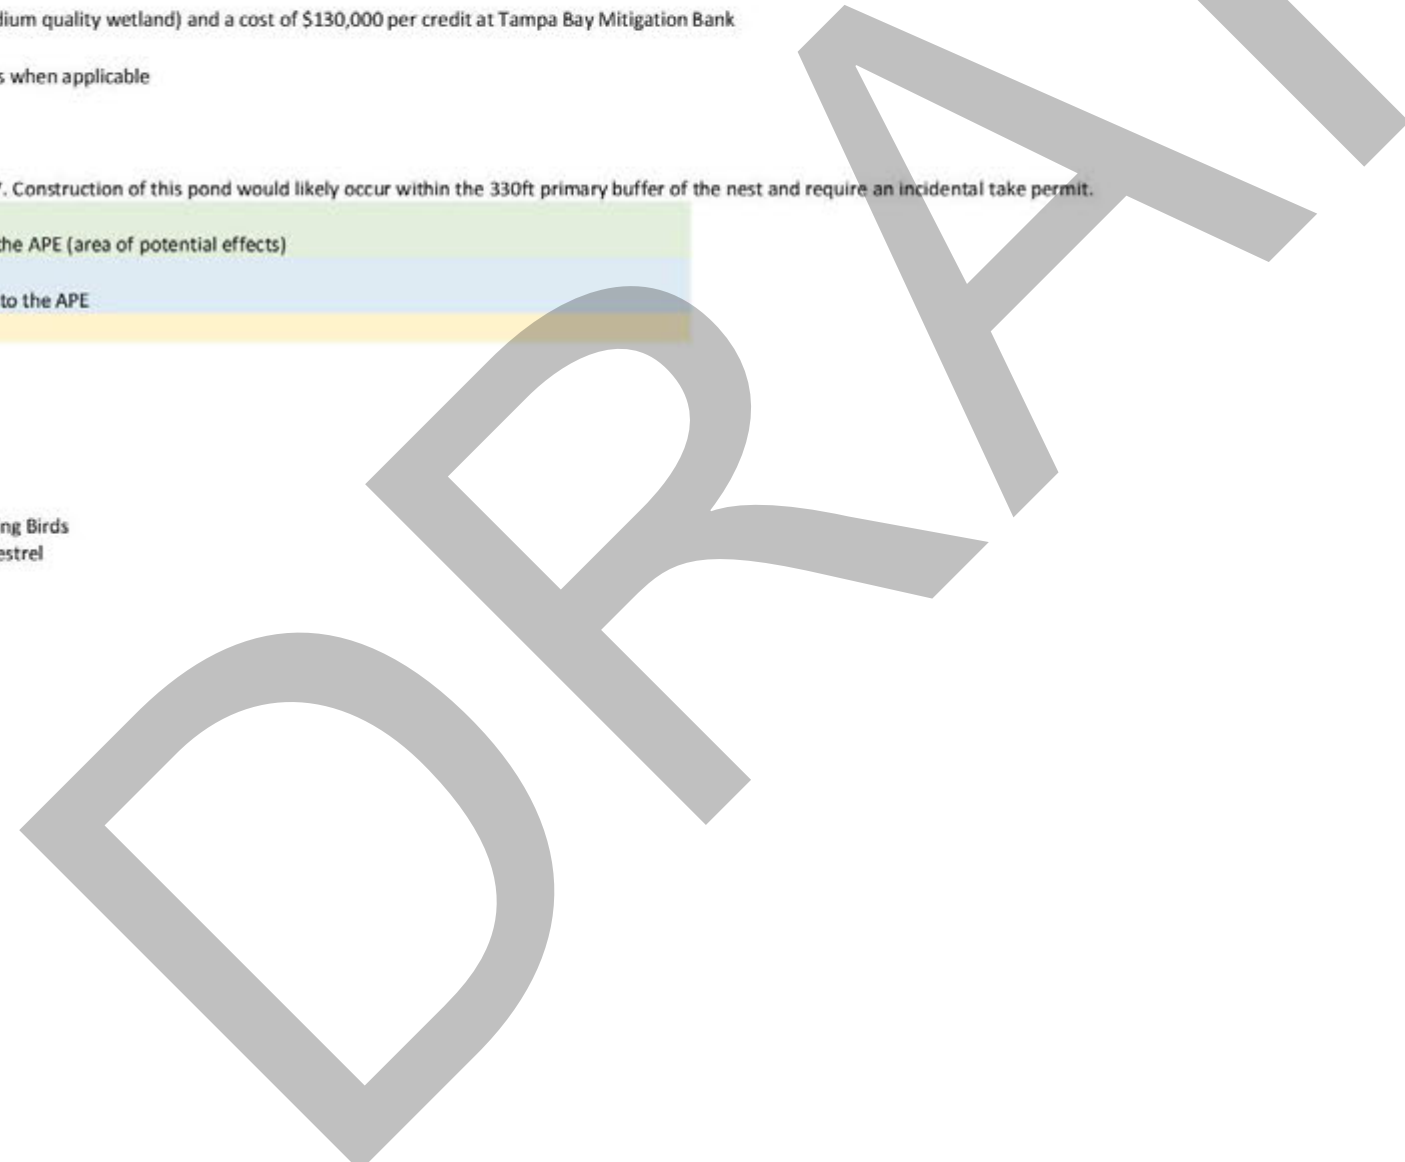 dium quality wetland) and a cost of $130,000 per credit at Tampa Bay Mitigation Bank
s when applicable
. Construction of this pond would likely occur within the 330ft primary buffer of the nest and require an incidental take permit.
the APE (area of potential effects)
to the APE
ng Birds
estrel
DRA